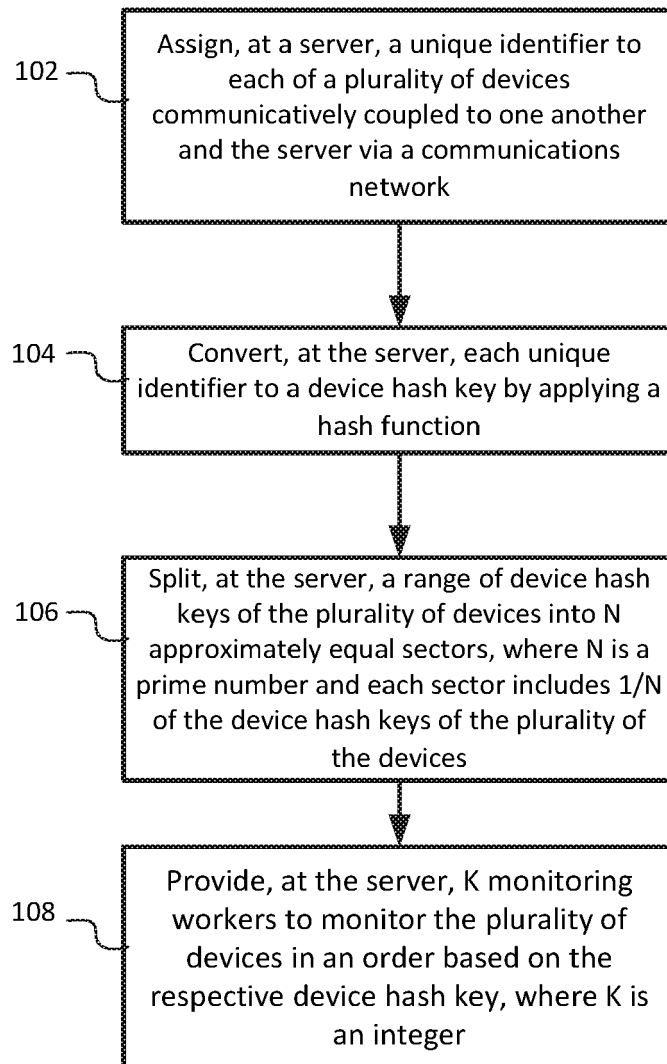 102
Assign, at a server, a unique identifier to
each of a plurality of devices
communicatively coupled to one another
and the server via a communications
network
104
Convert, at the server, each unique
identifier to a device hash key by applying a
hash function
106
Split, at the server, a range of device hash
keys of the plurality of devices into N
approximately equal sectors, where N is a
prime number and each sector includes 1/N
of the device hash keys of the plurality of
the devices
108
Provide, at the server, K monitoring
workers to monitor the plurality of
devices in an order based on the
respective device hash key, where K is
an integer